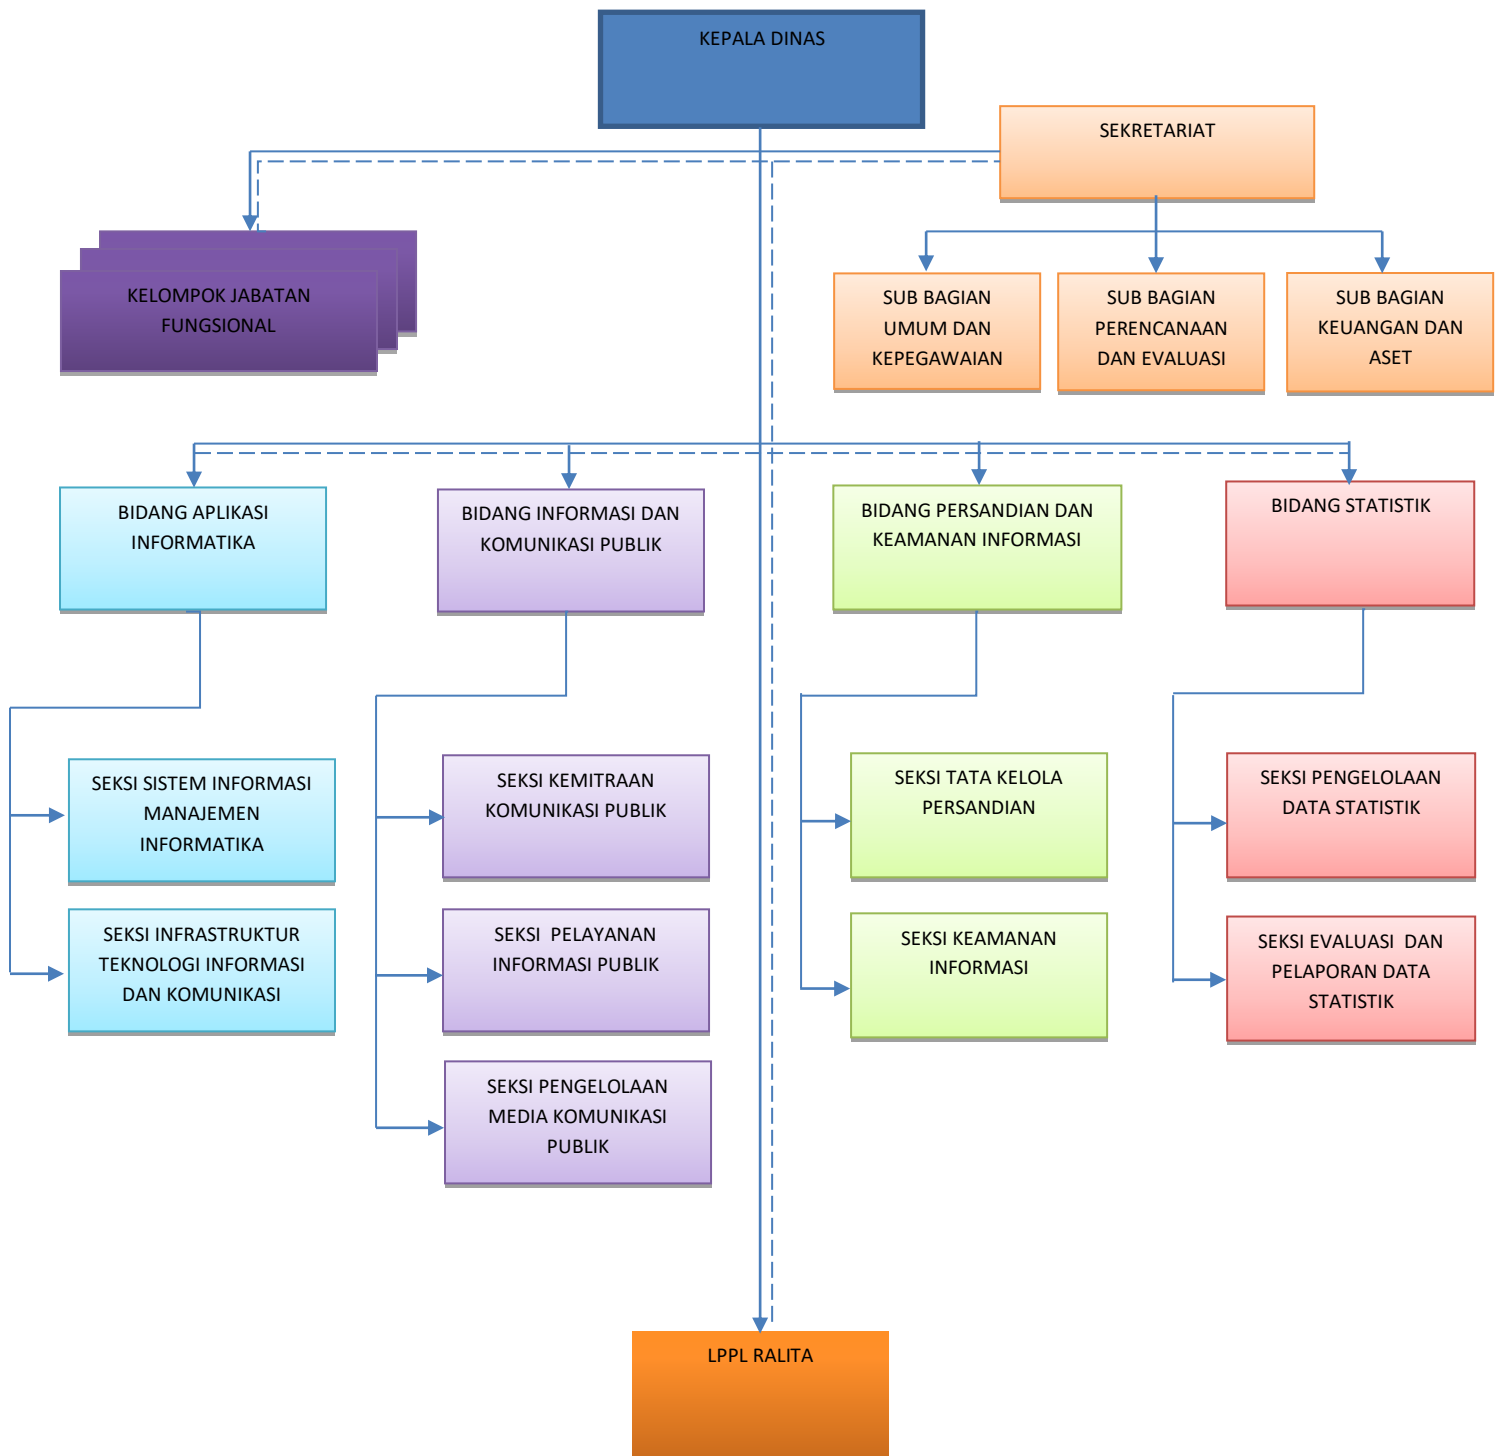 KEPALA DINAS
SEKRETARIAT
KELOMPOK JABATAN
FUNGSIONAL
SUB BAGIAN
UMUM DAN
KEPEGAWAIAN
SUB BAGIAN
PERENCANAAN
DAN EVALUASI
SUB BAGIAN
KEUANGAN DAN
ASET
BIDANG APLIKASI
INFORMATIKA
BIDANG INFORMASI DAN
KOMUNIKASI PUBLIK
BIDANG PERSANDIAN DAN
KEAMANAN INFORMASI
BIDANG STATISTIK
SEKSI SISTEM INFORMASI
MANAJEMEN
INFORMATIKA
SEKSI KEMITRAAN
KOMUNIKASI PUBLIK
SEKSI TATA KELOLA
PERSANDIAN
SEKSI PENGELOLAAN
DATA STATISTIK
SEKSI INFRASTRUKTUR
TEKNOLOGI INFORMASI
DAN KOMUNIKASI
SEKSI  PELAYANAN
INFORMASI PUBLIK
SEKSI KEAMANAN
INFORMASI
SEKSI EVALUASI  DAN
PELAPORAN DATA
STATISTIK
SEKSI PENGELOLAAN
MEDIA KOMUNIKASI
PUBLIK
LPPL RALITA